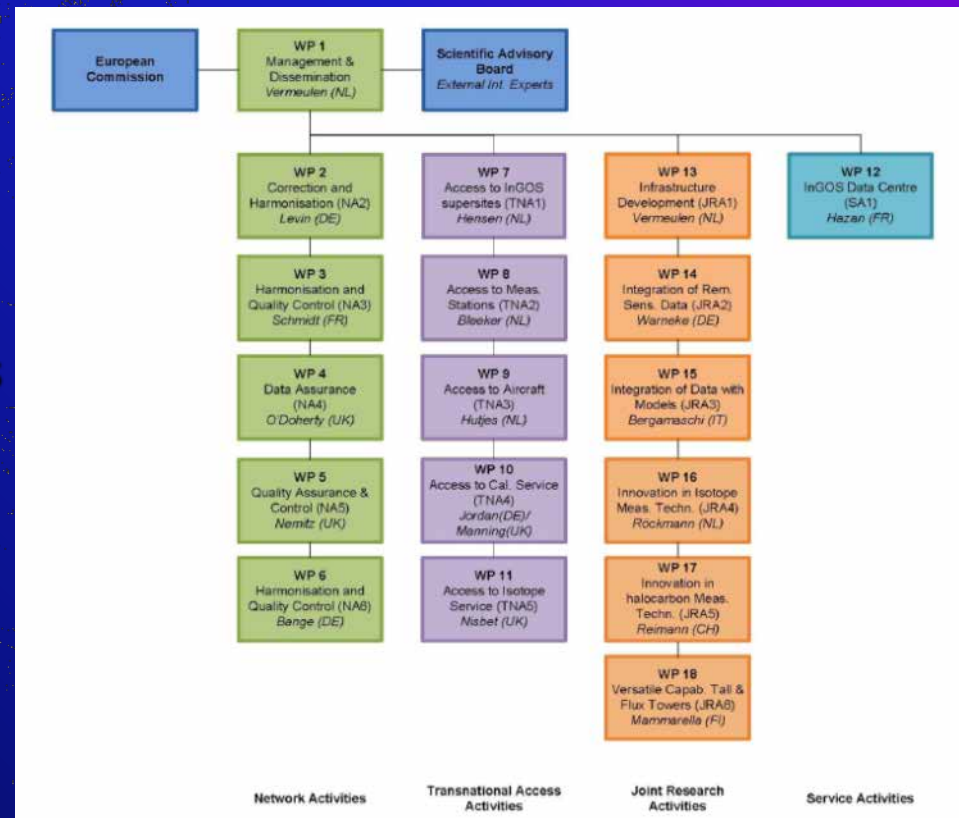 European
Commission
WP 1
Management &
Dissemination
Vermeulen (NL)
Scientific Advisory
Board
External Int. Experts
WP 2
Correction and
Harmonisation (NA2)
Levin (DE)
WP 7
Access to InGOS
supersites (TNA1)
Hensen (NL)
WP 13
Infrastructure
Development (JRA1)
Vermeulen (NL)
WP 12
InGOS Data Centre
(SA1)
Hazan (FR)
WP 3
Harmonisation and
Quality Control (NA3)
Schmidt (FR)
WP 8
Access to Meas.
Stations (TNA2)
Bleeker (NL)
WP 14
Integration of Rem.
Sens. Data (JRA2)
Warneke (DE)
WP 4
Data Assurance
(NA4)
O'Doherty (UK)
WP 9
Access to Aircraft
(TNA3)
Hutjes (NL)
WP 15
Integration of Data with
Models (JRA3)
Bergamaschi (IT)
WP 5
Quality Assurance &
Control (NA5)
Nemitz (UK)
WP 10
Access to Cal. Service
(TNA4)
Jordan(DE)/
Manning(UK)
WP 16
Innovation in Isotope
Meas. Techn. (JRA4)
Röckmann (NL)
WP 6
Harmonisation and
Quality Control (NA6)
Bange (DE)
WP 11
Access to Isotope
Service (TNA5)
Nisbet (UK)
WP 17
Innovation in
halocarbon Meas.
Techn. (JRA5)
Reimann (CH)
WP 18
Versatile Capab. Tall &
Flux Towers (JRA6)
Mammarella (FI)
Network Activities
Transnational Access
Activities
Joint Research
Activities
Service Activities